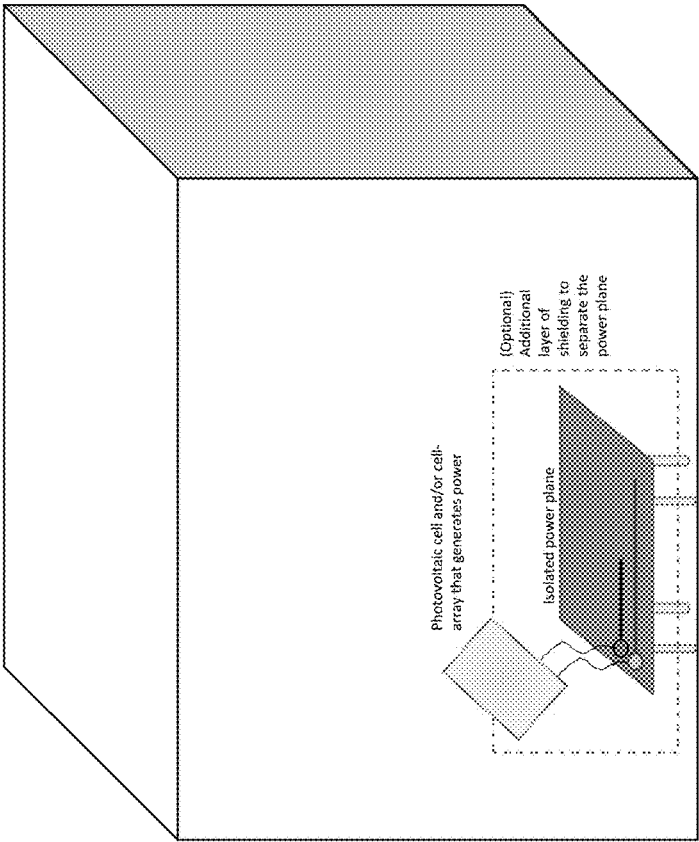 Photovoltaic cell and/or cell-
array that generates power
Isolated power plane
(Optional)
Additional
layer of
shielding to
separate the
power plane